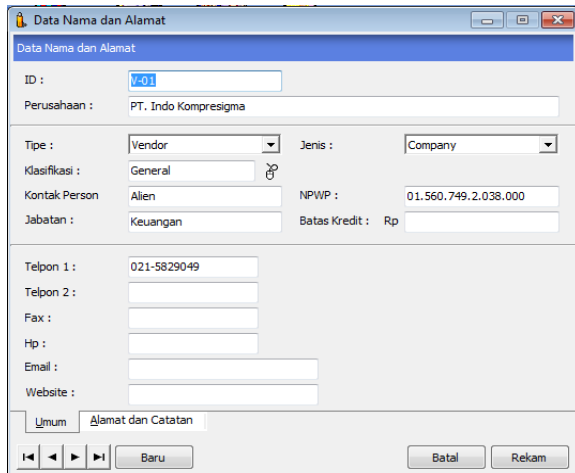 Data Nama dan Alamat
Data Nama dan Alamat
ID : V-01
Perusahaan : PT. Indo Kompresigma
Tipe : Vendor Jenis : Company
Klasifikasi : General
Kontak Person Alien NPWP : 01.560.749.2.038.000
Jabatan : Keuangan Batas Kredit : Rp
Telpon 1 : 021-5829049
Telpon 2 :
Fax :
Hp :
Email :
Website :
Umum Alamat dan Catatan
Baru Batal Rekam